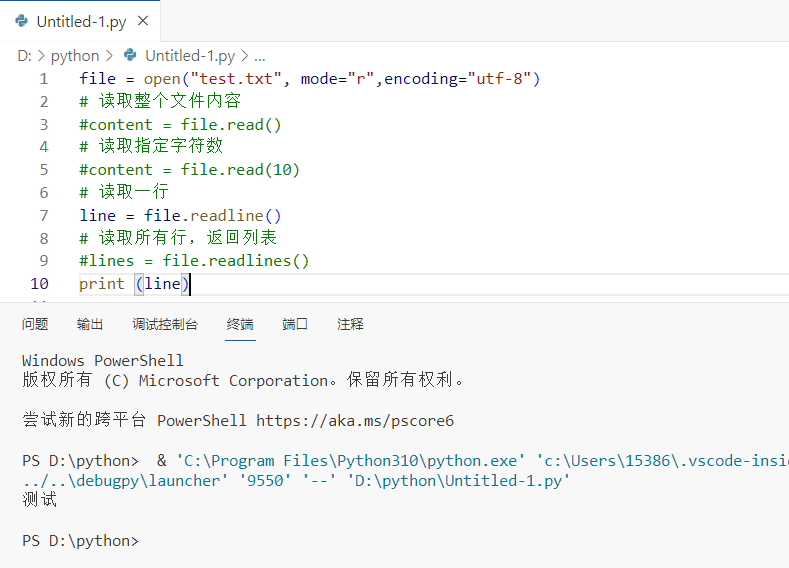 Untitled-1.py ×
D: > python > Untitled-1.py > ...
1 file = open("test.txt", mode="r",encoding="utf-8")
2 # 读取整个文件内容
3 #content = file.read()
4 # 读取指定字符数
5 #content = file.read(10)
6 # 读取一行
7 line = file.readline()
8 # 读取所有行，返回列表
9 #lines = file.readlines()
10 print (line)
问题 输出 调试控制台 终端 端口 注释
Windows PowerShell
版权所有 (C) Microsoft Corporation。保留所有权利。
尝试新的跨平台 PowerShell https://aka.ms/pscore6
PS D:\python> & 'C:\Program Files\Python310\python.exe' 'c:\Users\15386\.vscode-insi
../..\debugpy\launcher' '9550' '--' 'D:\python\Untitled-1.py'
测试
PS D:\python>